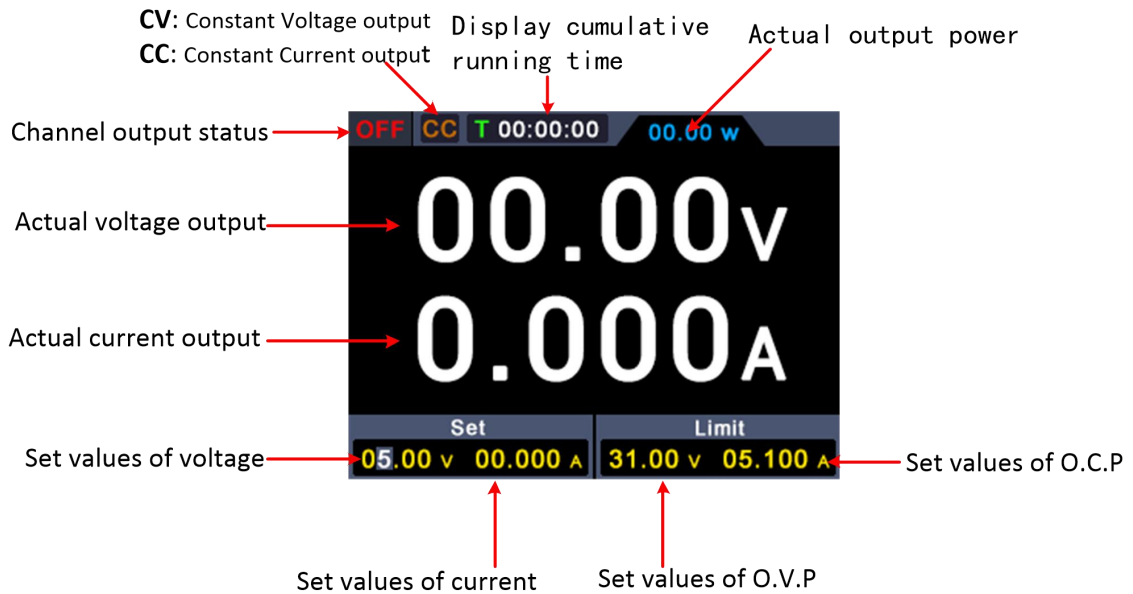 CV: Constant Voltage output
CC: Constant Current output
Display cumulative
running time
Actual output power
Channel output status
OFF CC T 00:00:00 00.00 W
Actual voltage output
00.00V
Actual current output
0.000A
Set Limit
Set values of voltage
05.00 V 00.000 A 31.00 V 05.100 A
Set values of O.C.P
Set values of current
Set values of O.V.P